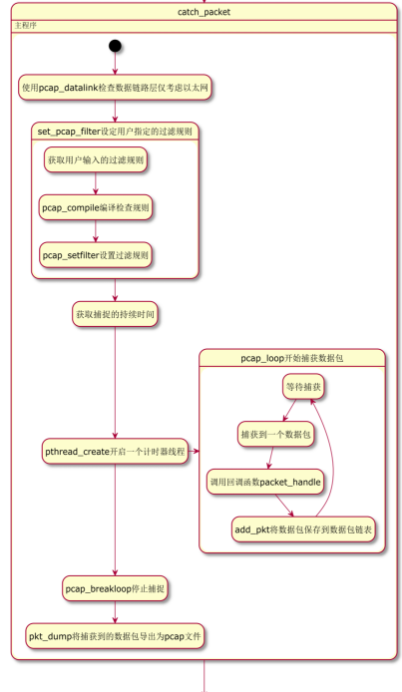 catch_packet
主程序
使用pcap_datalink检查数据链路层仅考虑以太网
set_pcap_filter设定用户指定的过滤规则
获取用户输入的过滤规则
pcap_compile编译检查规则
pcap_setfilter设置过滤规则
获取捕捉的持续时间
pthread_create开启一个计时器线程
pcap_loop开始捕获数据包
等待捕获
捕获到一个数据包
调用回调函数packet_handle
add_pkt将数据包保存到数据包链表
pcap_breakloop停止捕捉
pkt_dump将捕获到的数据包导出为pcap文件